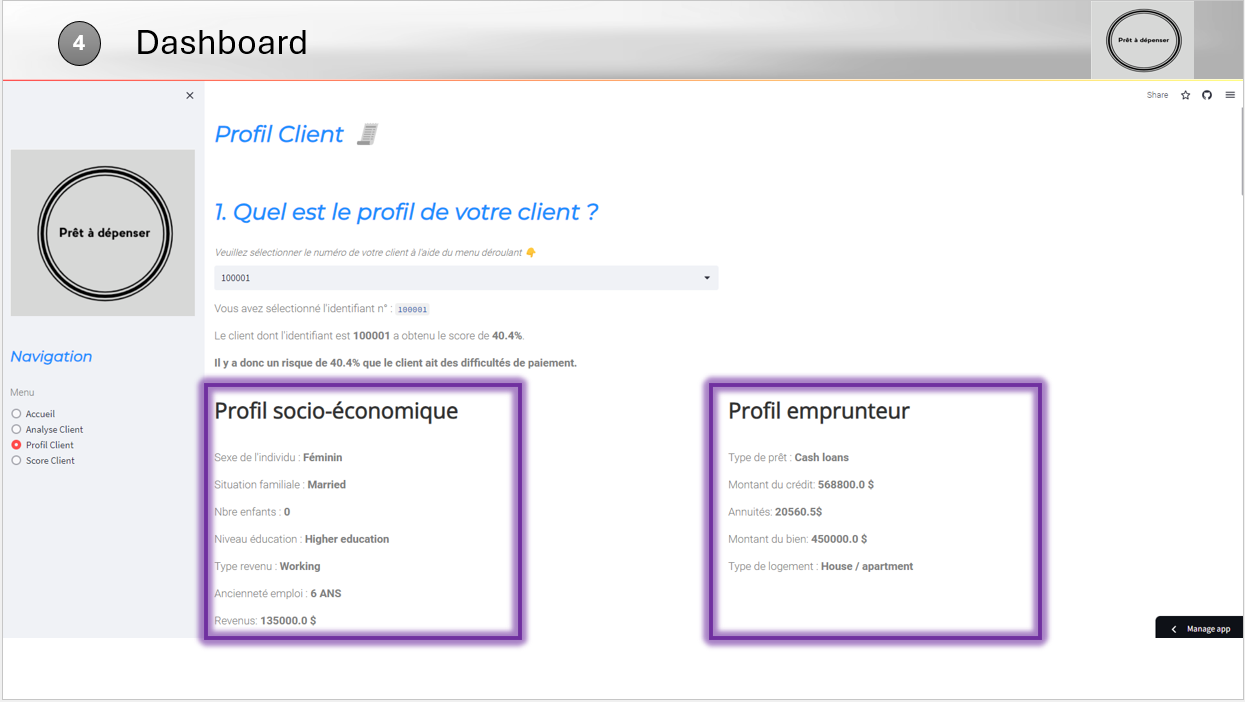 4
Dashboard
Prêt à dépenser
Share
Profil Client
Prêt à dépenser
Navigation
Menu
Accueil
Analyse Client
Profil Client
Score Client
1. Quel est le profil de votre client ?
Veuillez sélectionner le numéro de votre client à l'aide du menu déroulant 👇
100001
Vous avez sélectionné l'identifiant n° : 100001
Le client dont l'identifiant est 100001 a obtenu le score de 40.4%.
Il y a donc un risque de 40.4% que le client ait des difficultés de paiement.
Profil socio-économique
Sexe de l'individu : Féminin
Situation familiale : Married
Nbre enfants : 0
Niveau éducation : Higher education
Type revenu : Working
Ancienneté emploi : 6 ANS
Revenus: 135000.0 $
Profil emprunteur
Type de prêt : Cash loans
Montant du crédit: 568800.0 $
Annuités: 20560.5$
Montant du bien: 450000.0 $
Type de logement : House / apartment
Manage app